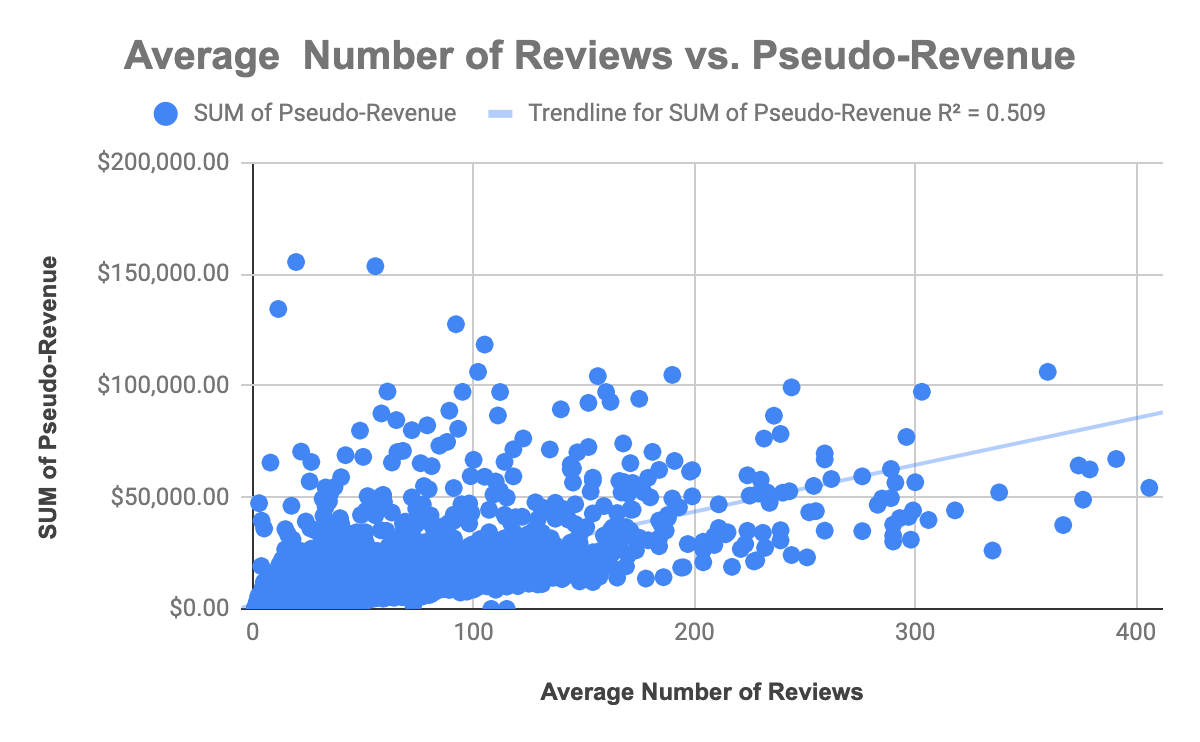 Average  Number of Reviews vs. Pseudo-Revenue
SUM of Pseudo-Revenue
Trendline for SUM of Pseudo-Revenue R² = 0.509
SUM of Pseudo-Revenue
$200,000.00
$150,000.00
$100,000.00
$50,000.00
$0.00
0
100
200
300
400
Average Number of Reviews